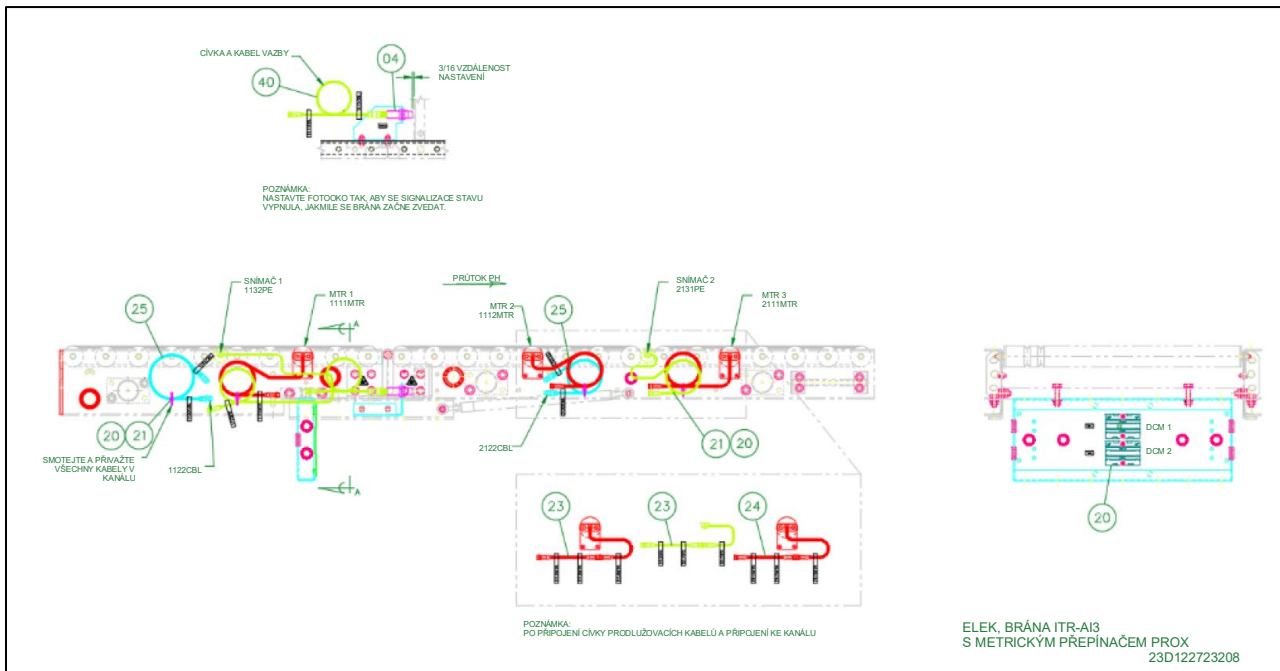 CÍVKA A KABEL VAZBY
40
04
3/16 VZDÁLENOST
NASTAVENÍ
POZNÁMKA:
NASTAVTE FOTOOKO TAK, ABY SE SIGNALIZACE STAVU
VYPNULA, JAKMILE SE BRÁNA ZAČNE ZVEDAT.
SNÍMAČ 1
1132PE
MTR 1
1111MTR
A
PRŮTOK PH
MTR 2
1112MTR
SNÍMAČ 2
2131PE
MTR 3
2111MTR
25
25
20
21
SMOTEJTE A PŘIVAŽTE
VŠECHNY KABELY V
KANÁLU
1122CBL
A
2122CBL
21
20
DCM 1
DCM 2
20
23
23
24
POZNÁMKA:
PO PŘIPOJENÍ CÍVKY PRODLUŽOVACÍCH KABELŮ A PŘIPOJENÍ KE KANÁLU
ELEK, BRÁNA ITR-AI3
S METRICKÝM PŘEPÍNAČEM PROX
23D122723208